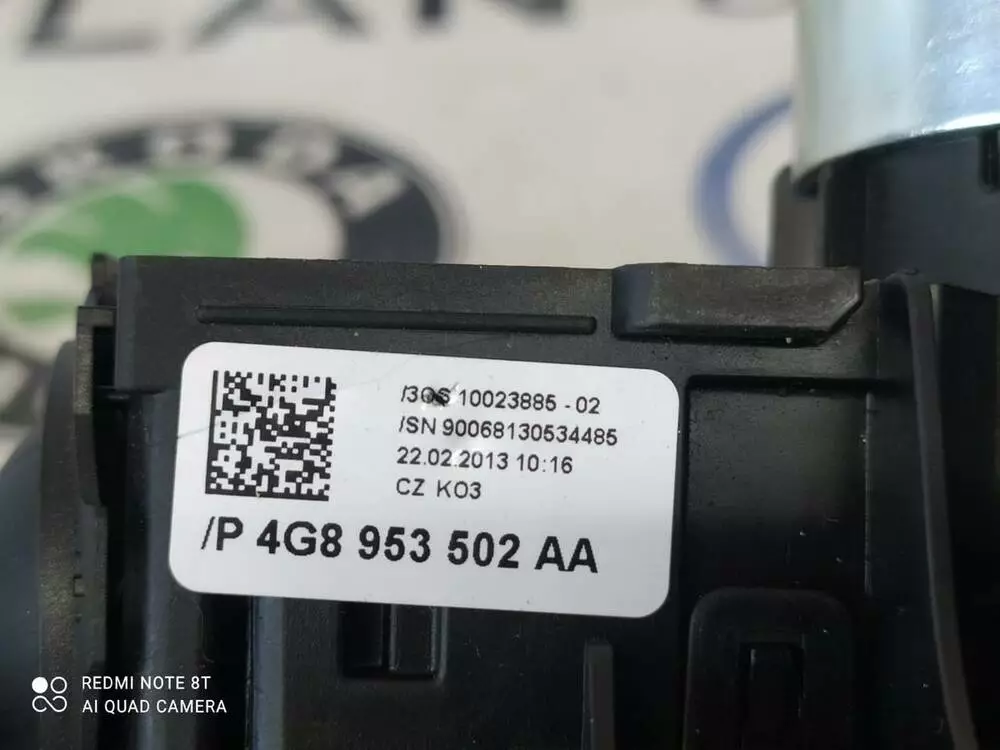 /3OS 10023885 - 02
/SN 90068130534485
22.02.2013 10:16
CZ K03
/P 4G8 953 502 AA
REDMI NOTE 8T
AI QUAD CAMERA